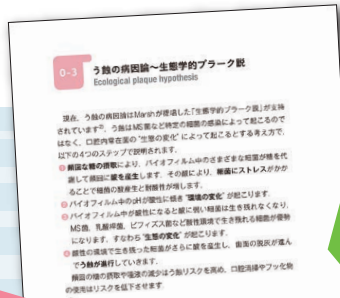 0-3
う蝕の病因論〜生態学的プラーク説
Ecological plaque hypothesis
現在、う蝕の病因論はMarshが提唱した「生態学的プラーク説」が支持
されています。う蝕はMS菌など特定の細菌の感染によって起こるので
はなく、口腔内常在菌の“生態の変化”によって起こるとする考え方で、
以下の4つのステップで説明されます。
❶頻回な糖の摂取により、バイオフィルム中のさまざまな細菌が糖を代
謝して頻回に酸を産生します。その酸により、細菌にストレスがかか
ることで細菌の酸産生と耐酸性が増します。
❷バイオフィルム中のpHが酸性に傾き“環境の変化”が起こります。
❸バイオフィルム中が酸性になると酸に弱い細菌は生き残れなくなり、
MS菌、乳酸桿菌、ビフィズス菌など酸性環境で生き残れる細菌が優勢
になります。すなわち“生態の変化”が起こります。
❹酸性の環境で生き残った細菌がさらに酸を産生し、歯面の脱灰が進ん
でう蝕が進行していきます。
頻回の糖の摂取や唾液の減少はう蝕リスクを高め、口腔清掃やフッ化物
の使用はリスクを低下させます。